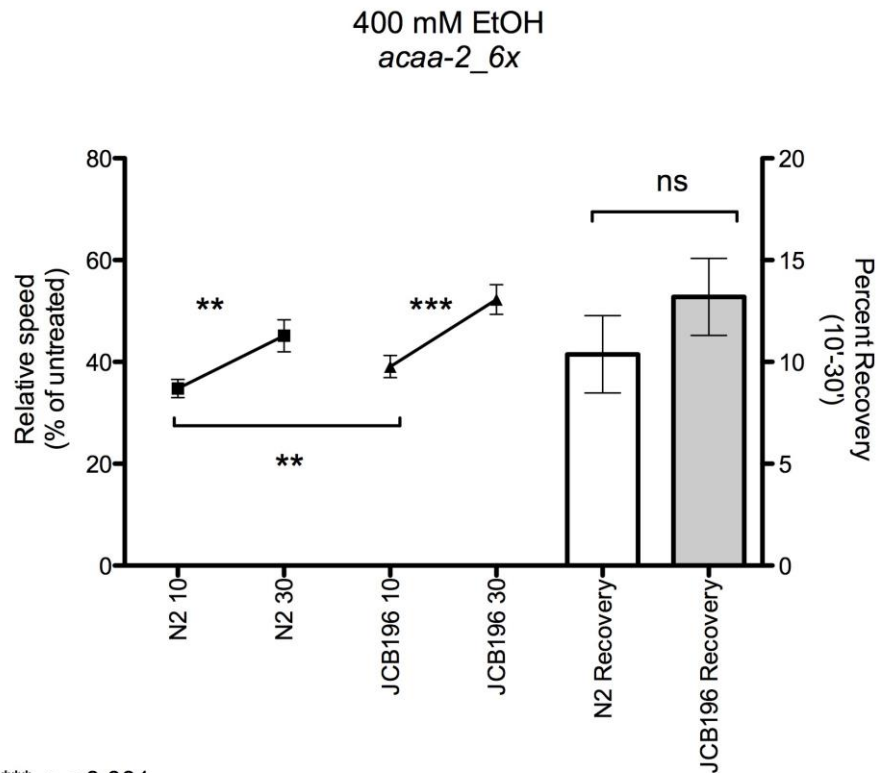 400 mM EtOH
acaa-2_6x
80
60
40
20
0
Relative speed
(% of untreated)
**
***
**
ns
20
15
10
5
0
Percent Recovery
(10'-30')
N2 10
N2 30
JCB196 10
JCB196 30
N2 Recovery
JCB196 Recovery